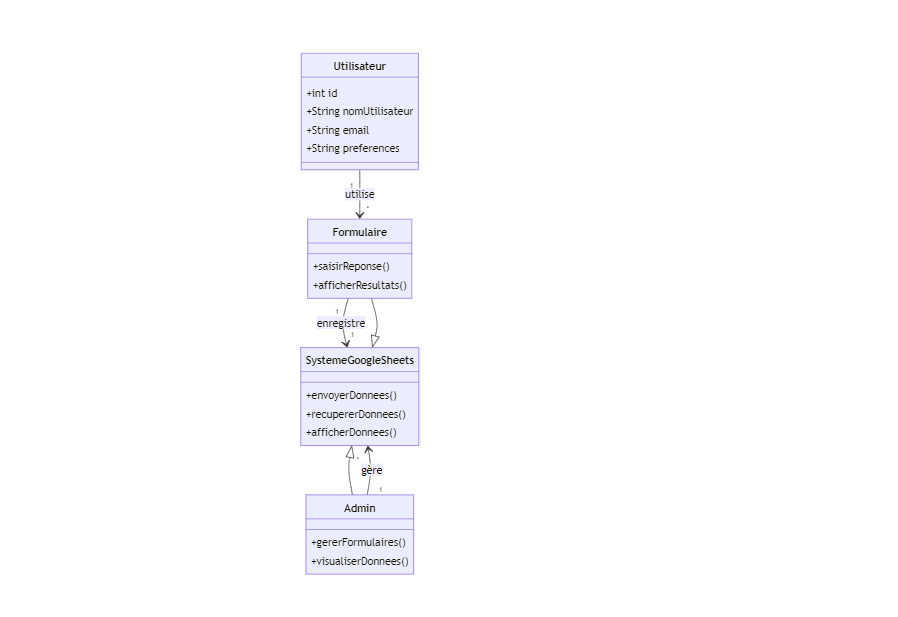 Utilisateur
+int id
+String nomUtilisateur
+String email
+String preferences
1
utilise
*
Formulaire
+saisirReponse()
+afficherResultats()
1
enregistre
1
SystemeGoogleSheets
+envoyerDonnees()
+recupererDonnees()
+afficherDonnees()
*
gère
1
Admin
+gererFormulaires()
+visualiserDonnees()